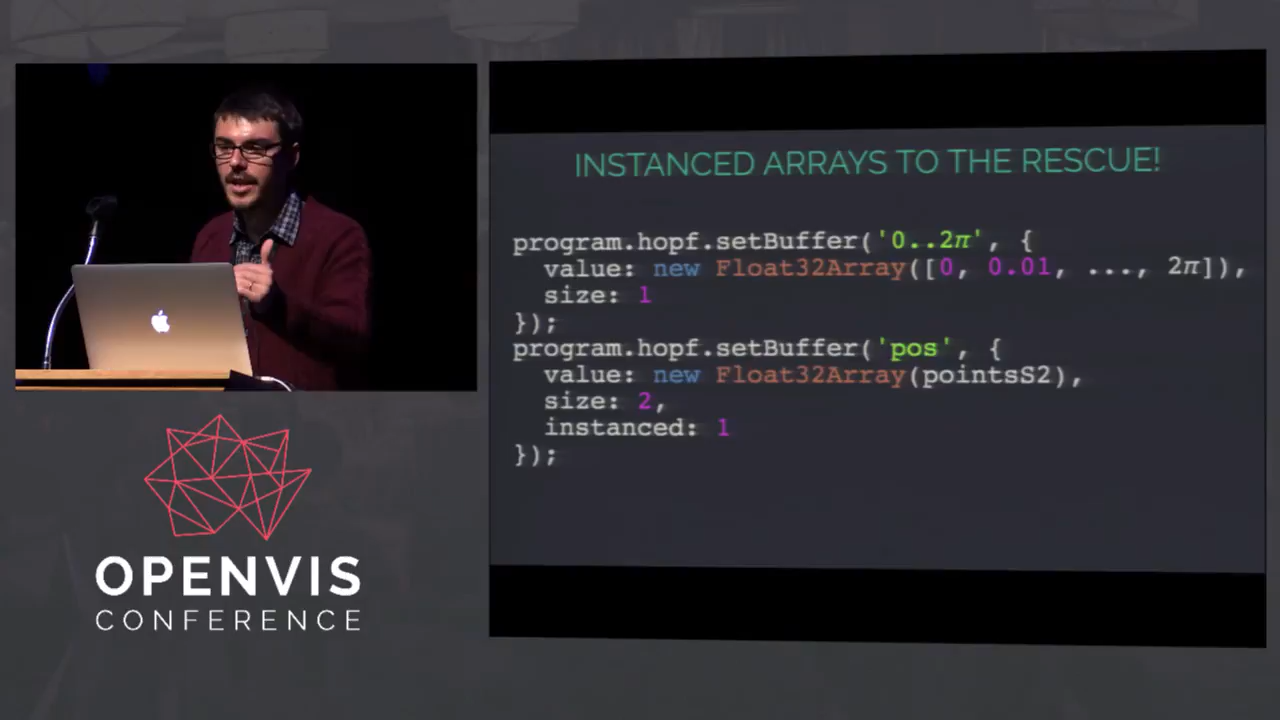 INSTANCED ARRAYS TO THE RESCUE!
program.hopf.setBuffer('0..2π', {
  value: new Float32Array([0, 0.01, ..., 2π]),
  size: 1
});
program.hopf.setBuffer('pos', {
  value: new Float32Array(pointsS2),
  size: 2,
  instanced: 1
});
OPENVIS
CONFERENCE